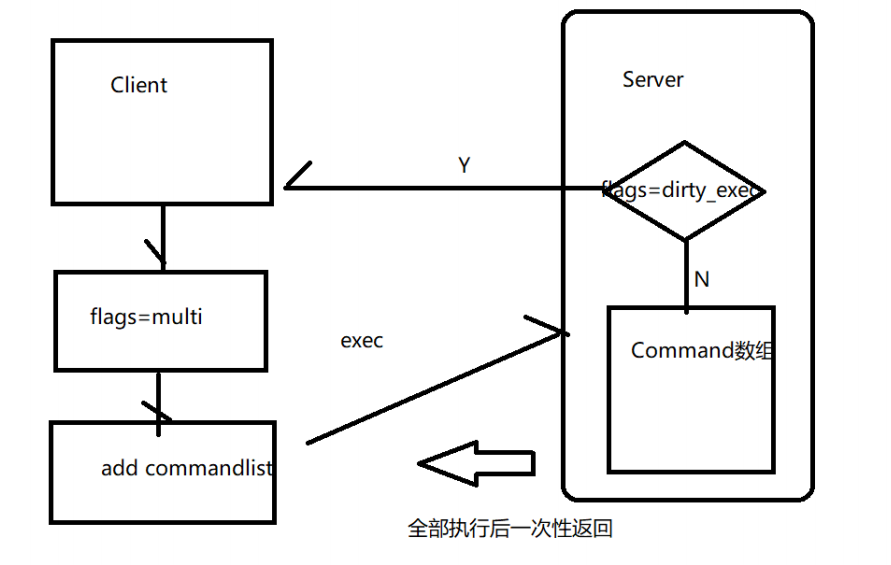 Client
Server
Y
flags=dirty_exec
N
flags=multi
exec
Command数组
add commandlist
全部执行后一次性返回